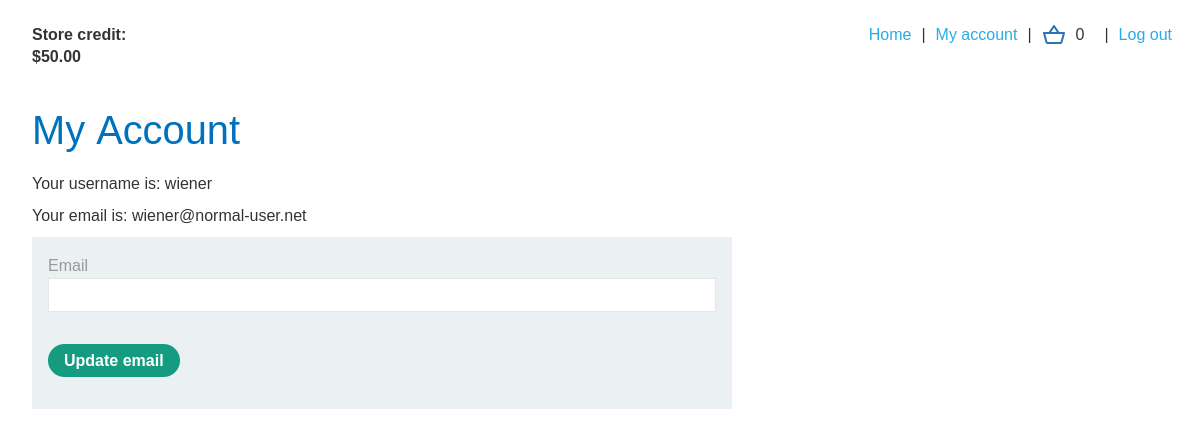 Store credit:
$50.00
Home | My account | 0 | Log out
My Account
Your username is: wiener
Your email is: wiener@normal-user.net
Email
Update email